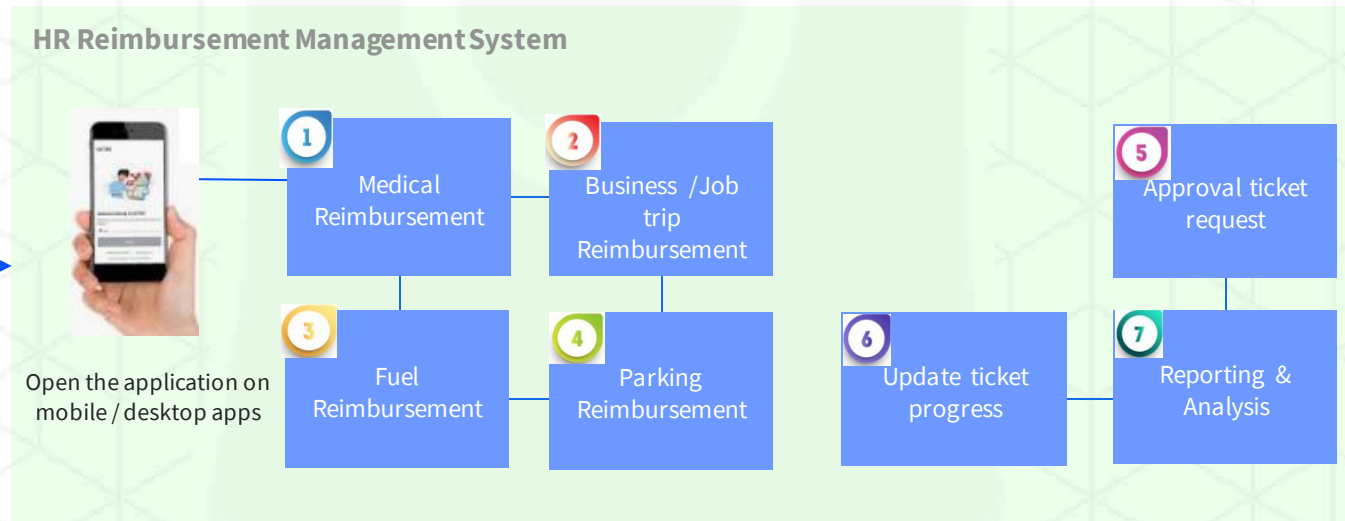 HR Reimbursement Management System
1
Medical
Reimbursement
2
Business /Job
trip
Reimbursement
5
Approval ticket
request
3
Fuel
Reimbursement
4
Parking
Reimbursement
6
Update ticket
progress
7
Reporting &
Analysis
Open the application on
mobile / desktop apps